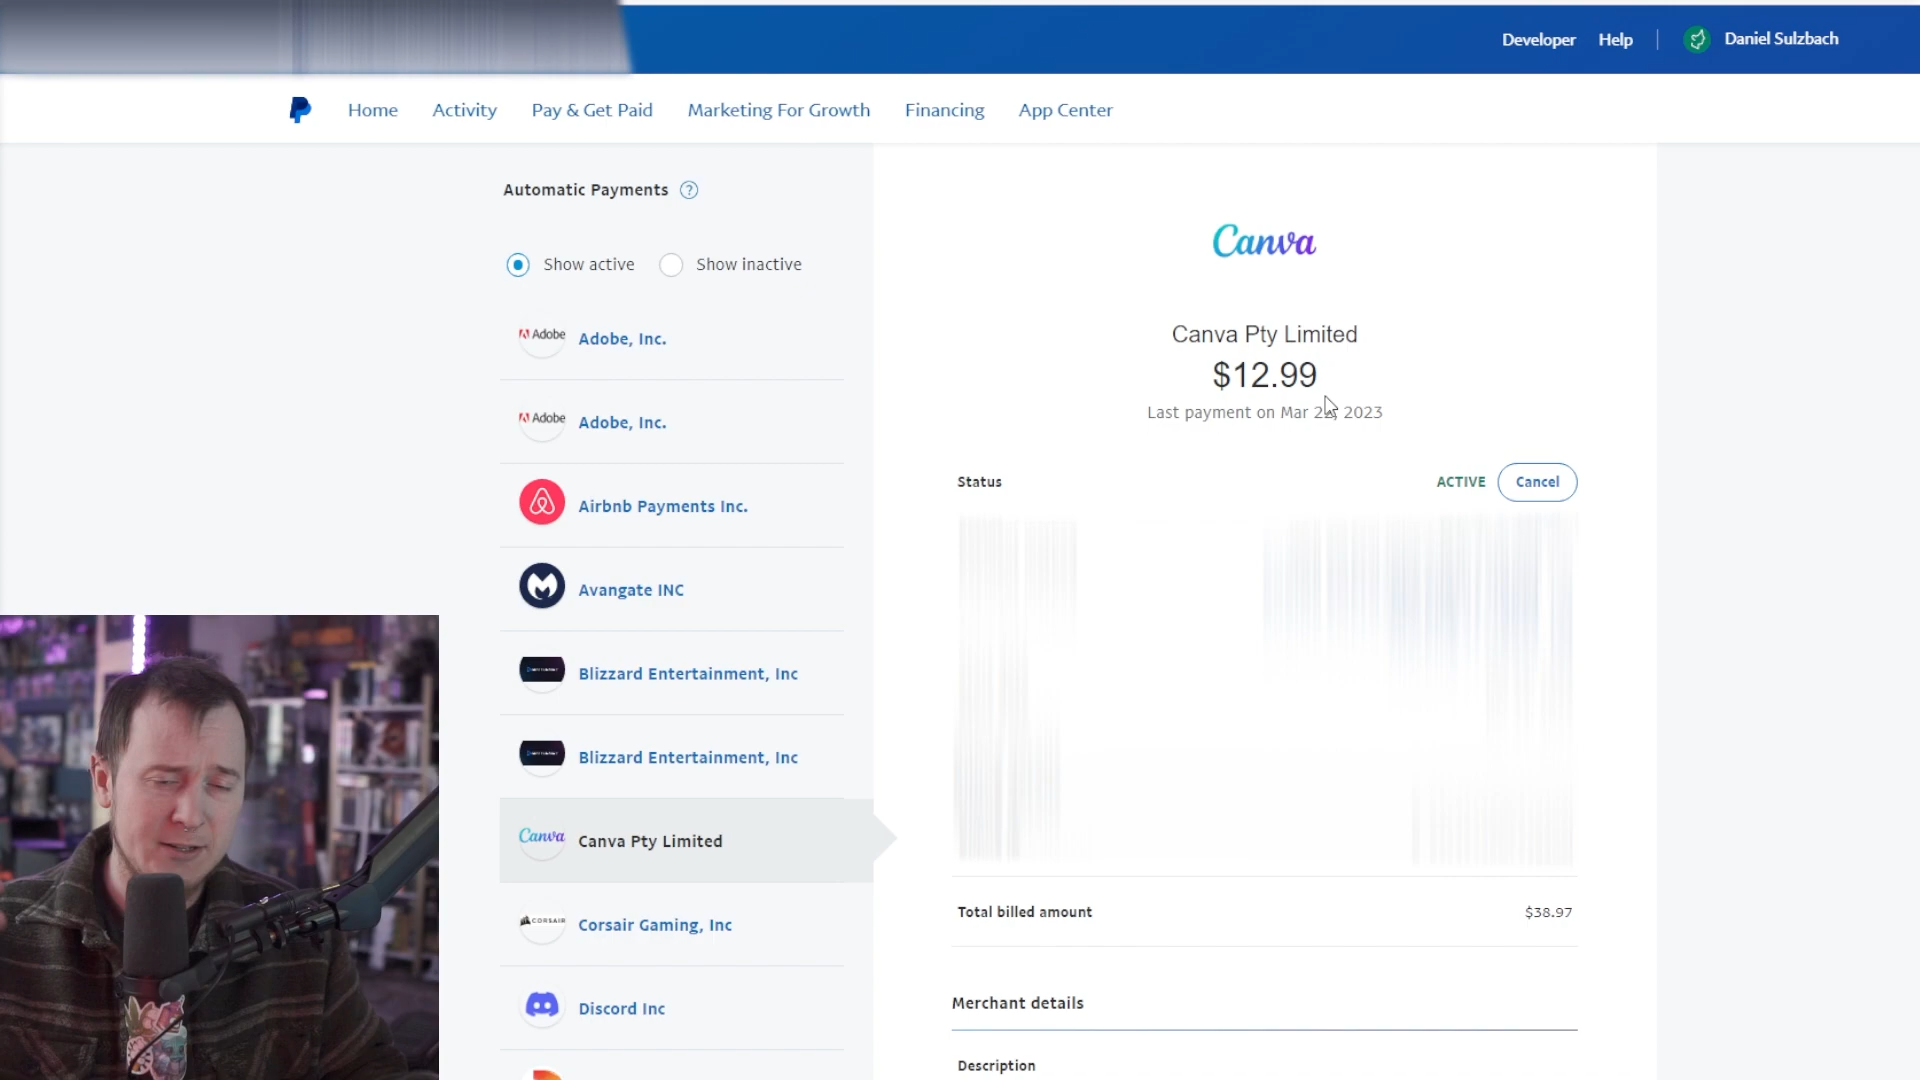 Developer Help Daniel Sulzbach
Home Activity Pay & Get Paid Marketing For Growth Financing App Center
Automatic Payments ?
Show active Show inactive
Adobe Adobe, Inc.
Adobe Adobe, Inc.
Airbnb Payments Inc.
Avangate INC
Blizzard Entertainment, Inc
Blizzard Entertainment, Inc
Canva Canva Pty Limited
CORSAIR Corsair Gaming, Inc
Discord Inc
Canva
Canva Pty Limited
$12.99
Last payment on Mar 2023
Status ACTIVE Cancel
Total billed amount $38.97
Merchant details
Description